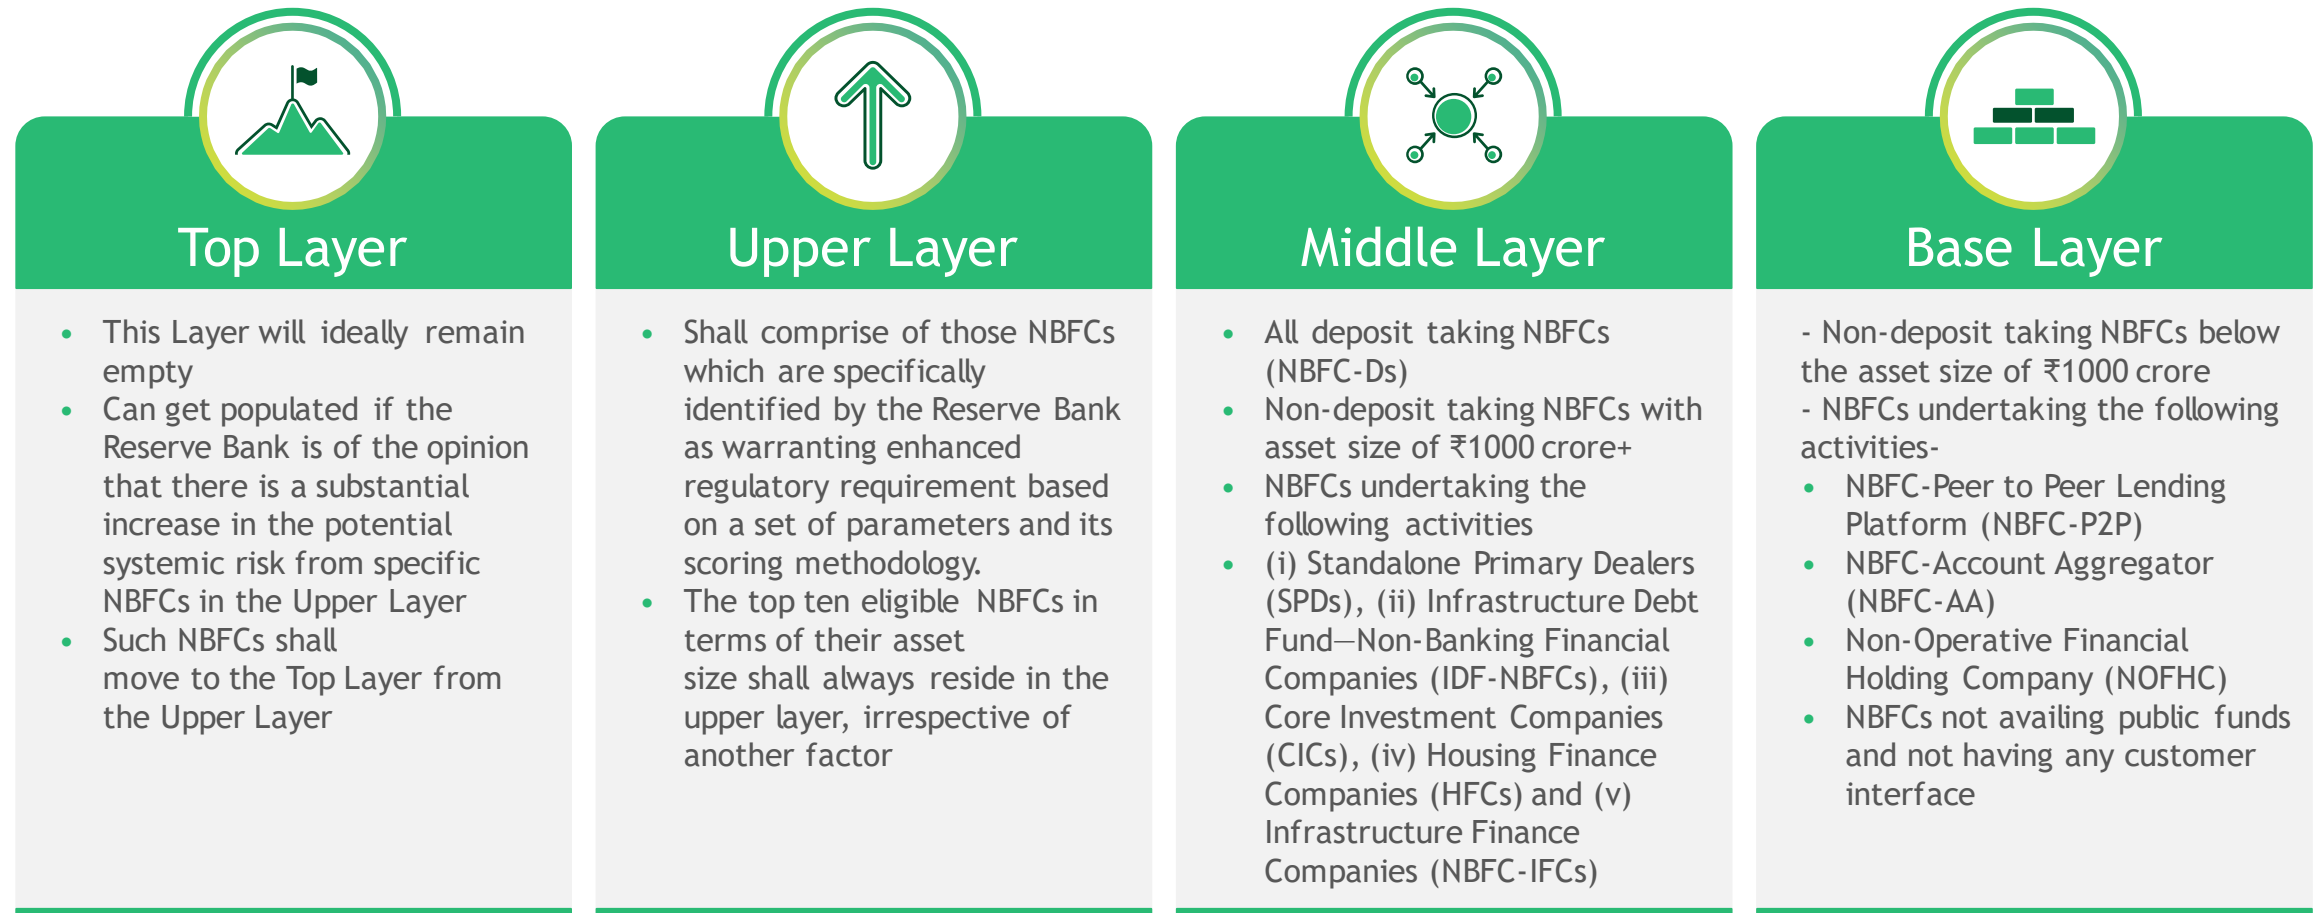 Top Layer
• This Layer will ideally remain
empty
• Can get populated if the
Reserve Bank is of the opinion
that there is a substantial
increase in the potential
systemic risk from specific
NBFCs in the Upper Layer
• Such NBFCs shall
move to the Top Layer from
the Upper Layer
Upper Layer
• Shall comprise of those NBFCs
which are specifically
identified by the Reserve Bank
as warranting enhanced
regulatory requirement based
on a set of parameters and its
scoring methodology.
• The top ten eligible NBFCs in
terms of their asset
size shall always reside in the
upper layer, irrespective of
another factor
Middle Layer
• All deposit taking NBFCs
(NBFC-Ds)
• Non-deposit taking NBFCs with
asset size of ₹1000 crore+
• NBFCs undertaking the
following activities
• (i) Standalone Primary Dealers
(SPDs), (ii) Infrastructure Debt
Fund—Non-Banking Financial
Companies (IDF-NBFCs), (iii)
Core Investment Companies
(CICs), (iv) Housing Finance
Companies (HFCs) and (v)
Infrastructure Finance
Companies (NBFC-IFCs)
Base Layer
- Non-deposit taking NBFCs below
the asset size of ₹1000 crore
- NBFCs undertaking the following
activities-
• NBFC-Peer to Peer Lending
Platform (NBFC-P2P)
• NBFC-Account Aggregator
(NBFC-AA)
• Non-Operative Financial
Holding Company (NOFHC)
• NBFCs not availing public funds
and not having any customer
interface